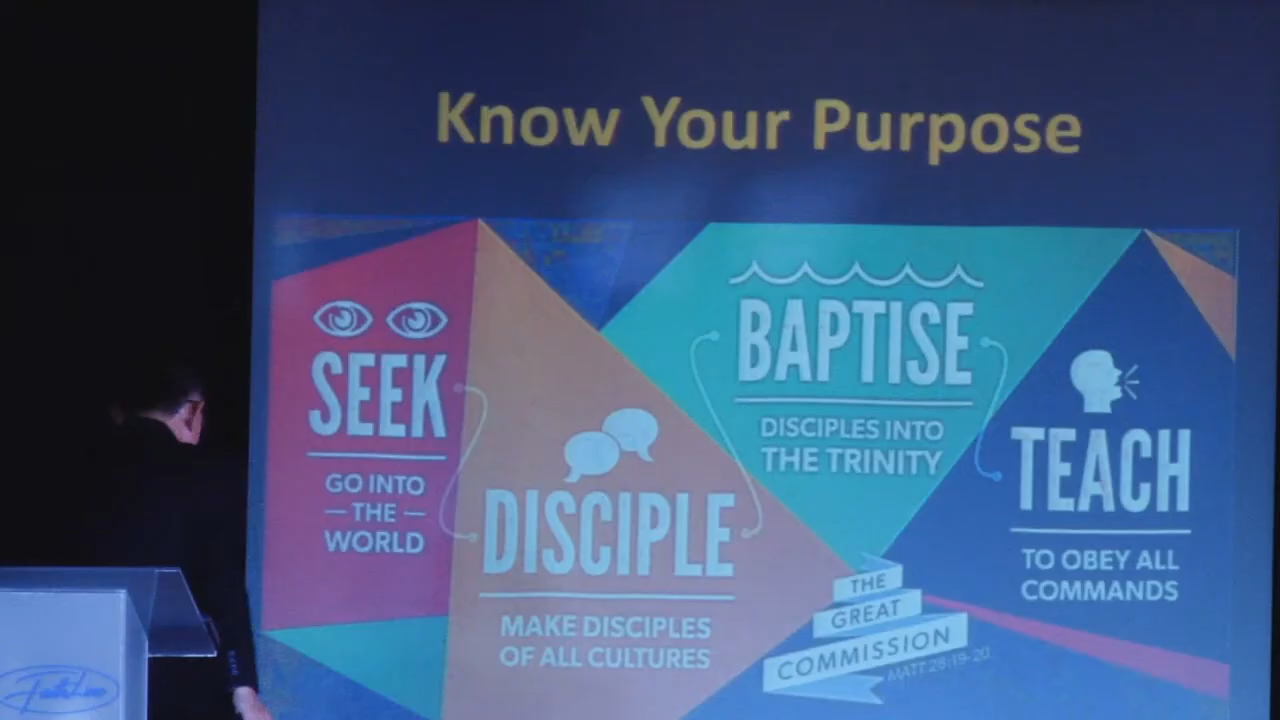 Know Your Purpose
SEEK
GO INTO
THE
WORLD
DISCIPLE
MAKE DISCIPLES
OF ALL CULTURES
BAPTISE
DISCIPLES INTO
THE TRINITY
TEACH
TO OBEY ALL
COMMANDS
THE
GREAT
COMMISSION
MATT 28:19-20